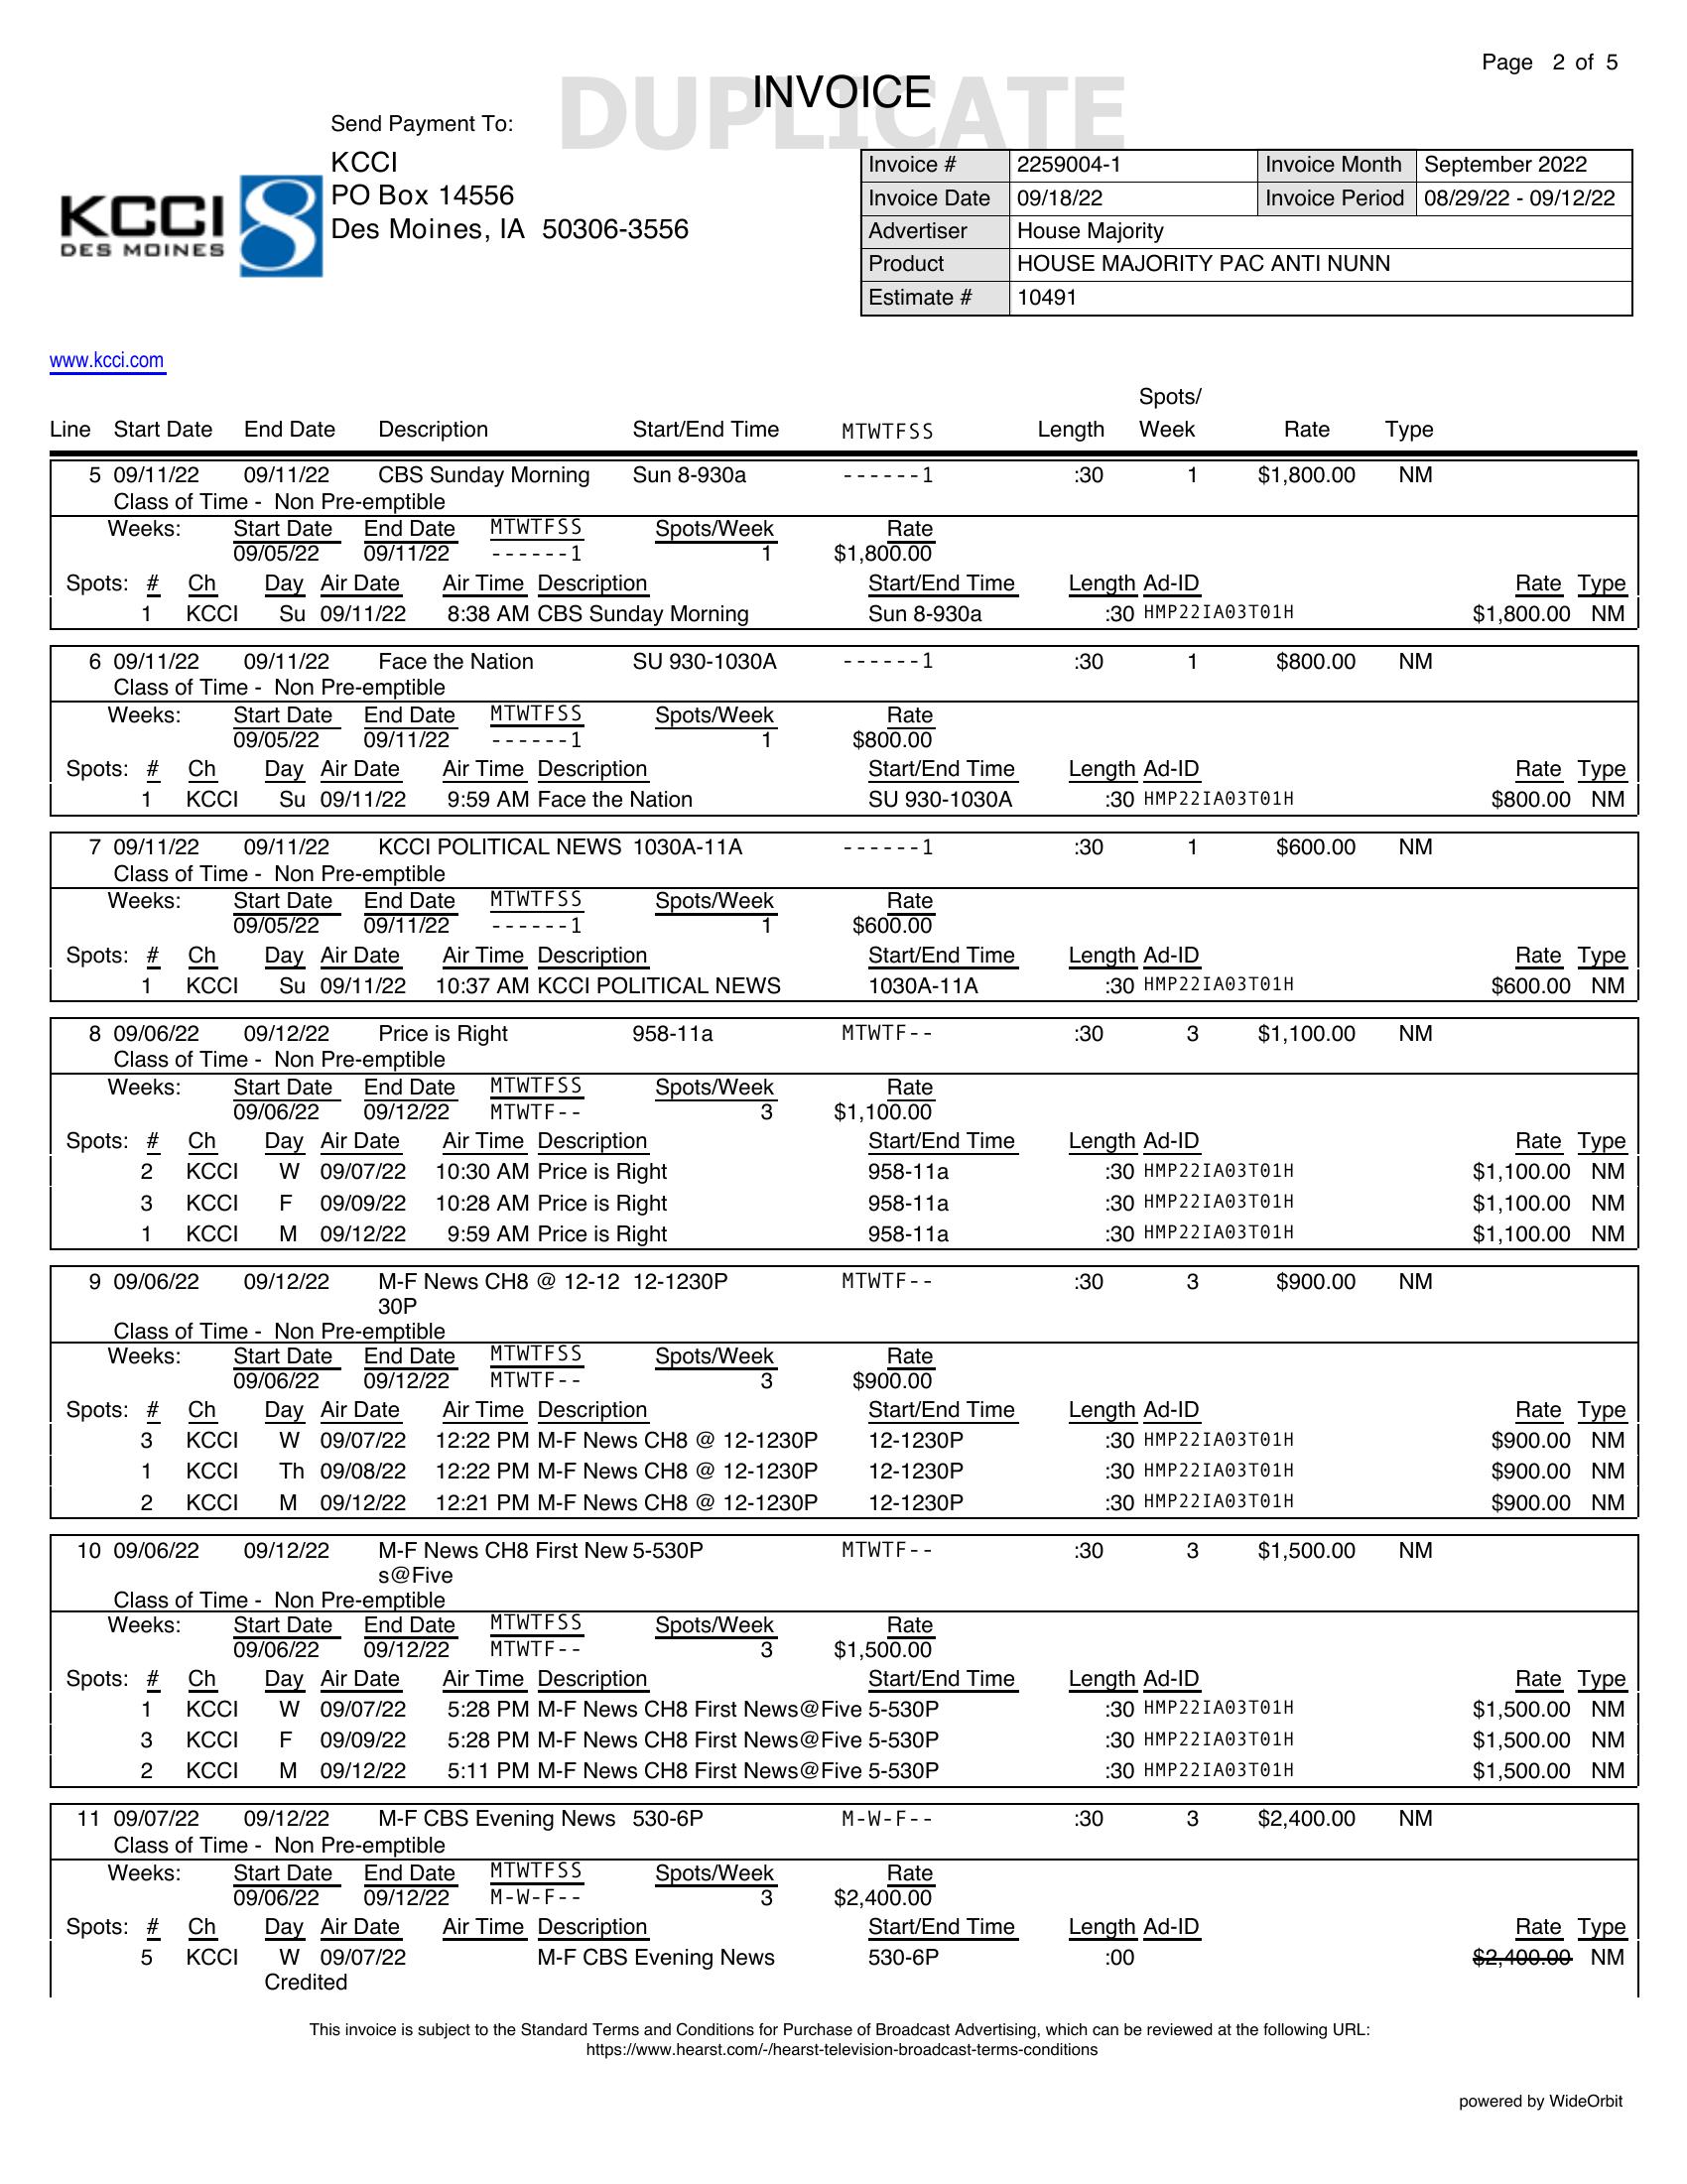 Page 2 of 5
DUPLICATE
INVOICE
Send Payment To:
KCCI
PO Box 14556
Des Moines, IA 50306-3556
KCCI 8
DES MOINES
Invoice # 2259004-1 Invoice Month September 2022
Invoice Date 09/18/22 Invoice Period 08/29/22 - 09/12/22
Advertiser House Majority
Product HOUSE MAJORITY PAC ANTI NUNN
Estimate # 10491
www.kcci.com
Spots/
Line Start Date End Date Description Start/End Time MTWTFSS Length Week Rate Type
5 09/11/22 09/11/22 CBS Sunday Morning Sun 8-930a ------1 :30 1 $1,800.00 NM
Class of Time - Non Pre-emptible
Weeks: Start Date End Date MTWTFSS Spots/Week Rate
09/05/22 09/11/22 ------1 1 $1,800.00
Spots: # Ch Day Air Date Air Time Description Start/End Time Length Ad-ID Rate Type
1 KCCI Su 09/11/22 8:38 AM CBS Sunday Morning Sun 8-930a :30 HMP22IA03T01H $1,800.00 NM
6 09/11/22 09/11/22 Face the Nation SU 930-1030A ------1 :30 1 $800.00 NM
Class of Time - Non Pre-emptible
Weeks: Start Date End Date MTWTFSS Spots/Week Rate
09/05/22 09/11/22 ------1 1 $800.00
Spots: # Ch Day Air Date Air Time Description Start/End Time Length Ad-ID Rate Type
1 KCCI Su 09/11/22 9:59 AM Face the Nation SU 930-1030A :30 HMP22IA03T01H $800.00 NM
7 09/11/22 09/11/22 KCCI POLITICAL NEWS 1030A-11A ------1 :30 1 $600.00 NM
Class of Time - Non Pre-emptible
Weeks: Start Date End Date MTWTFSS Spots/Week Rate
09/05/22 09/11/22 ------1 1 $600.00
Spots: # Ch Day Air Date Air Time Description Start/End Time Length Ad-ID Rate Type
1 KCCI Su 09/11/22 10:37 AM KCCI POLITICAL NEWS 1030A-11A :30 HMP22IA03T01H $600.00 NM
8 09/06/22 09/12/22 Price is Right 958-11a MTWTF-- :30 3 $1,100.00 NM
Class of Time - Non Pre-emptible
Weeks: Start Date End Date MTWTFSS Spots/Week Rate
09/06/22 09/12/22 MTWTF-- 3 $1,100.00
Spots: # Ch Day Air Date Air Time Description Start/End Time Length Ad-ID Rate Type
2 KCCI W 09/07/22 10:30 AM Price is Right 958-11a :30 HMP22IA03T01H $1,100.00 NM
3 KCCI F 09/09/22 10:28 AM Price is Right 958-11a :30 HMP22IA03T01H $1,100.00 NM
1 KCCI M 09/12/22 9:59 AM Price is Right 958-11a :30 HMP22IA03T01H $1,100.00 NM
9 09/06/22 09/12/22 M-F News CH8 @ 12-12 12-1230P MTWTF-- :30 3 $900.00 NM
30P
Class of Time - Non Pre-emptible
Weeks: Start Date End Date MTWTFSS Spots/Week Rate
09/06/22 09/12/22 MTWTF-- 3 $900.00
Spots: # Ch Day Air Date Air Time Description Start/End Time Length Ad-ID Rate Type
3 KCCI W 09/07/22 12:22 PM M-F News CH8 @ 12-1230P 12-1230P :30 HMP22IA03T01H $900.00 NM
1 KCCI Th 09/08/22 12:22 PM M-F News CH8 @ 12-1230P 12-1230P :30 HMP22IA03T01H $900.00 NM
2 KCCI M 09/12/22 12:21 PM M-F News CH8 @ 12-1230P 12-1230P :30 HMP22IA03T01H $900.00 NM
10 09/06/22 09/12/22 M-F News CH8 First New 5-530P MTWTF-- :30 3 $1,500.00 NM
s@Five
Class of Time - Non Pre-emptible
Weeks: Start Date End Date MTWTFSS Spots/Week Rate
09/06/22 09/12/22 MTWTF-- 3 $1,500.00
Spots: # Ch Day Air Date Air Time Description Start/End Time Length Ad-ID Rate Type
1 KCCI W 09/07/22 5:28 PM M-F News CH8 First News@Five 5-530P :30 HMP22IA03T01H $1,500.00 NM
3 KCCI F 09/09/22 5:28 PM M-F News CH8 First News@Five 5-530P :30 HMP22IA03T01H $1,500.00 NM
2 KCCI M 09/12/22 5:11 PM M-F News CH8 First News@Five 5-530P :30 HMP22IA03T01H $1,500.00 NM
11 09/07/22 09/12/22 M-F CBS Evening News 530-6P M-W-F-- :30 3 $2,400.00 NM
Class of Time - Non Pre-emptible
Weeks: Start Date End Date MTWTFSS Spots/Week Rate
09/06/22 09/12/22 M-W-F-- 3 $2,400.00
Spots: # Ch Day Air Date Air Time Description Start/End Time Length Ad-ID Rate Type
5 KCCI W 09/07/22 M-F CBS Evening News 530-6P :00 $2,400.00 NM
Credited
This invoice is subject to the Standard Terms and Conditions for Purchase of Broadcast Advertising, which can be reviewed at the following URL:
https://www.hearst.com/-/hearst-television-broadcast-terms-conditions
powered by WideOrbit